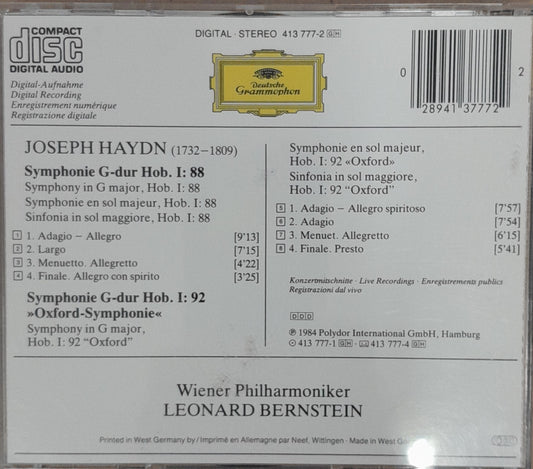 COMPACT
disc
DIGITAL AUDIO
DIGITAL · STEREO 413 777-2 GH
Deutsche
Grammophon
0 28941 37772 2
Digital-Aufnahme
Digital Recording
Enregistrement numérique
Registrazione digitale
JOSEPH HAYDN (1732–1809)
Symphonie G-dur Hob. I: 88
Symphony in G major, Hob. I: 88
Symphonie en sol majeur, Hob. I: 88
Sinfonia in sol maggiore, Hob. I: 88
1 1. Adagio – Allegro [9'13]
2 2. Largo [7'15]
3 3. Menuetto. Allegretto [4'22]
4 4. Finale. Allegro con spirito [3'25]
Symphonie G-dur Hob. I: 92
»Oxford-Symphonie«
Symphony in G major,
Hob. I: 92 “Oxford”
Symphonie en sol majeur,
Hob. I: 92 «Oxford»
Sinfonia in sol maggiore,
Hob. I: 92 “Oxford”
5 1. Adagio – Allegro spiritoso [7'57]
6 2. Adagio [7'54]
7 3. Menuet. Allegretto [6'15]
8 4. Finale. Presto [5'41]
Konzertmitschnitte · Live Recordings · Enregistrements publics
Registrazioni dal vivo
DDD
℗ 1984 Polydor International GmbH, Hamburg
413 777-1 GH · 413 777-4 GH
Wiener Philharmoniker
LEONARD BERNSTEIN
Printed in West Germany by / Imprimé en Allemagne par Neef, Wittingen · Made in West